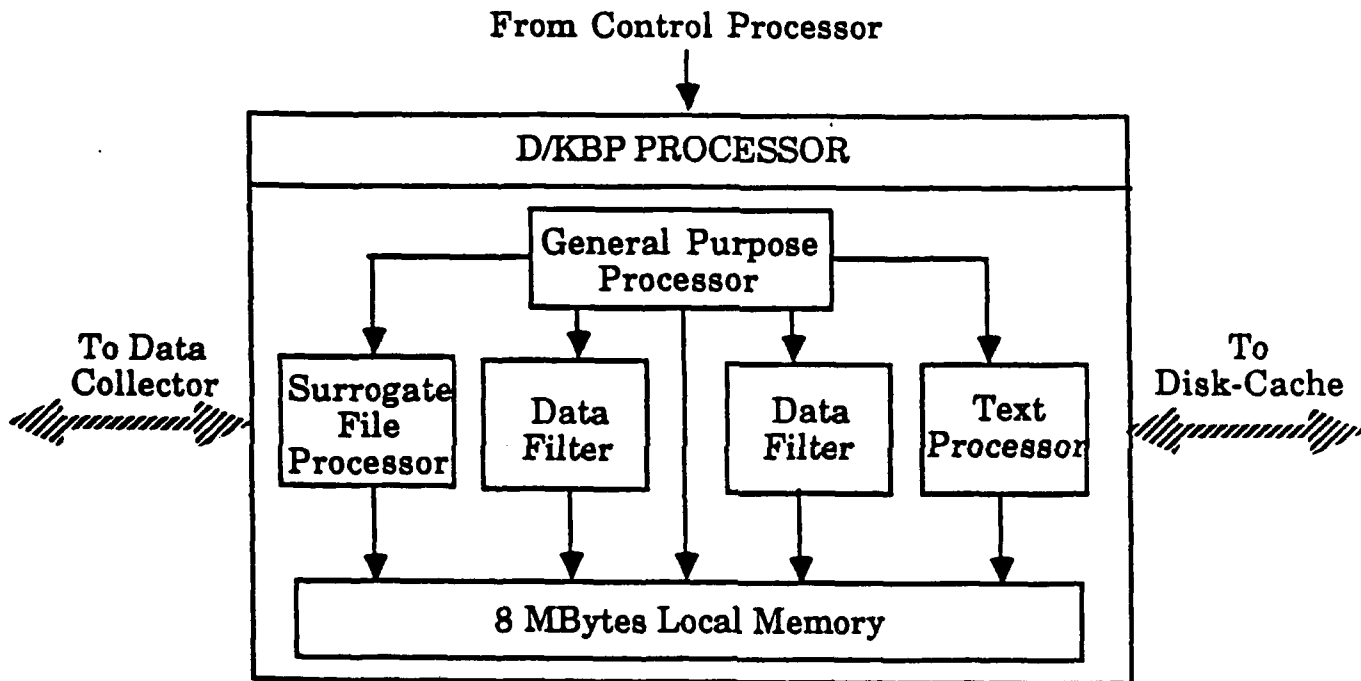 From Control Processor
D/KBP PROCESSOR
General Purpose
Processor
To Data
Collector
Surrogate
File
Processor
Data
Filter
Data
Filter
Text
Processor
To
Disk-Cache
8 MBytes Local Memory